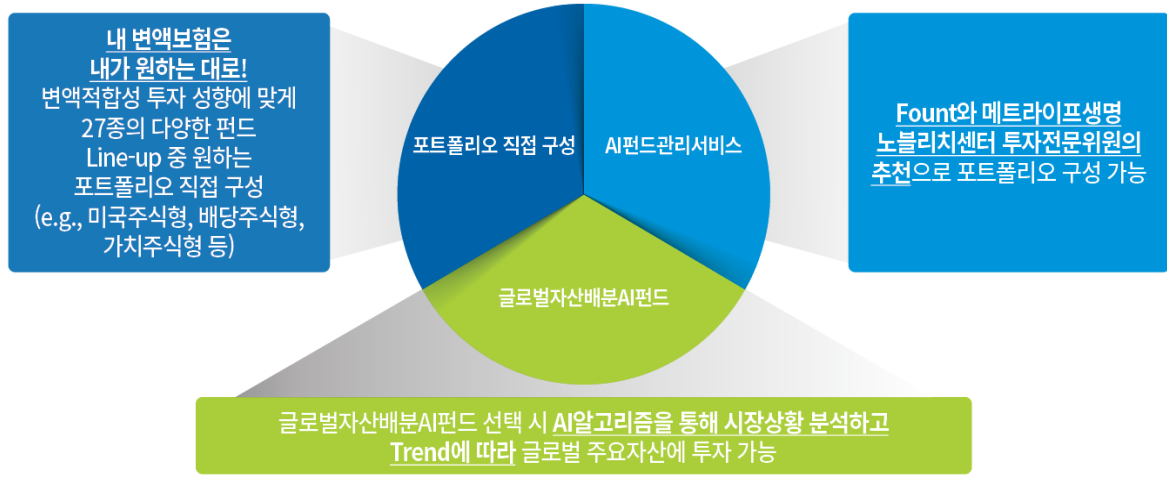 내 변액보험은
내가 원하는 대로!
변액적합성 투자 성향에 맞게
27종의 다양한 펀드
Line-up 중 원하는
포트폴리오 직접 구성
(e.g., 미국주식형, 배당주식형,
가치주식형 등)
포트폴리오 직접 구성
AI펀드관리서비스
글로벌자산배분AI펀드
Fount와 메트라이프생명
노블리치센터 투자전문위원의
추천으로 포트폴리오 구성 가능
글로벌자산배분AI펀드 선택 시 AI알고리즘을 통해 시장상황 분석하고
Trend에 따라 글로벌 주요자산에 투자 가능